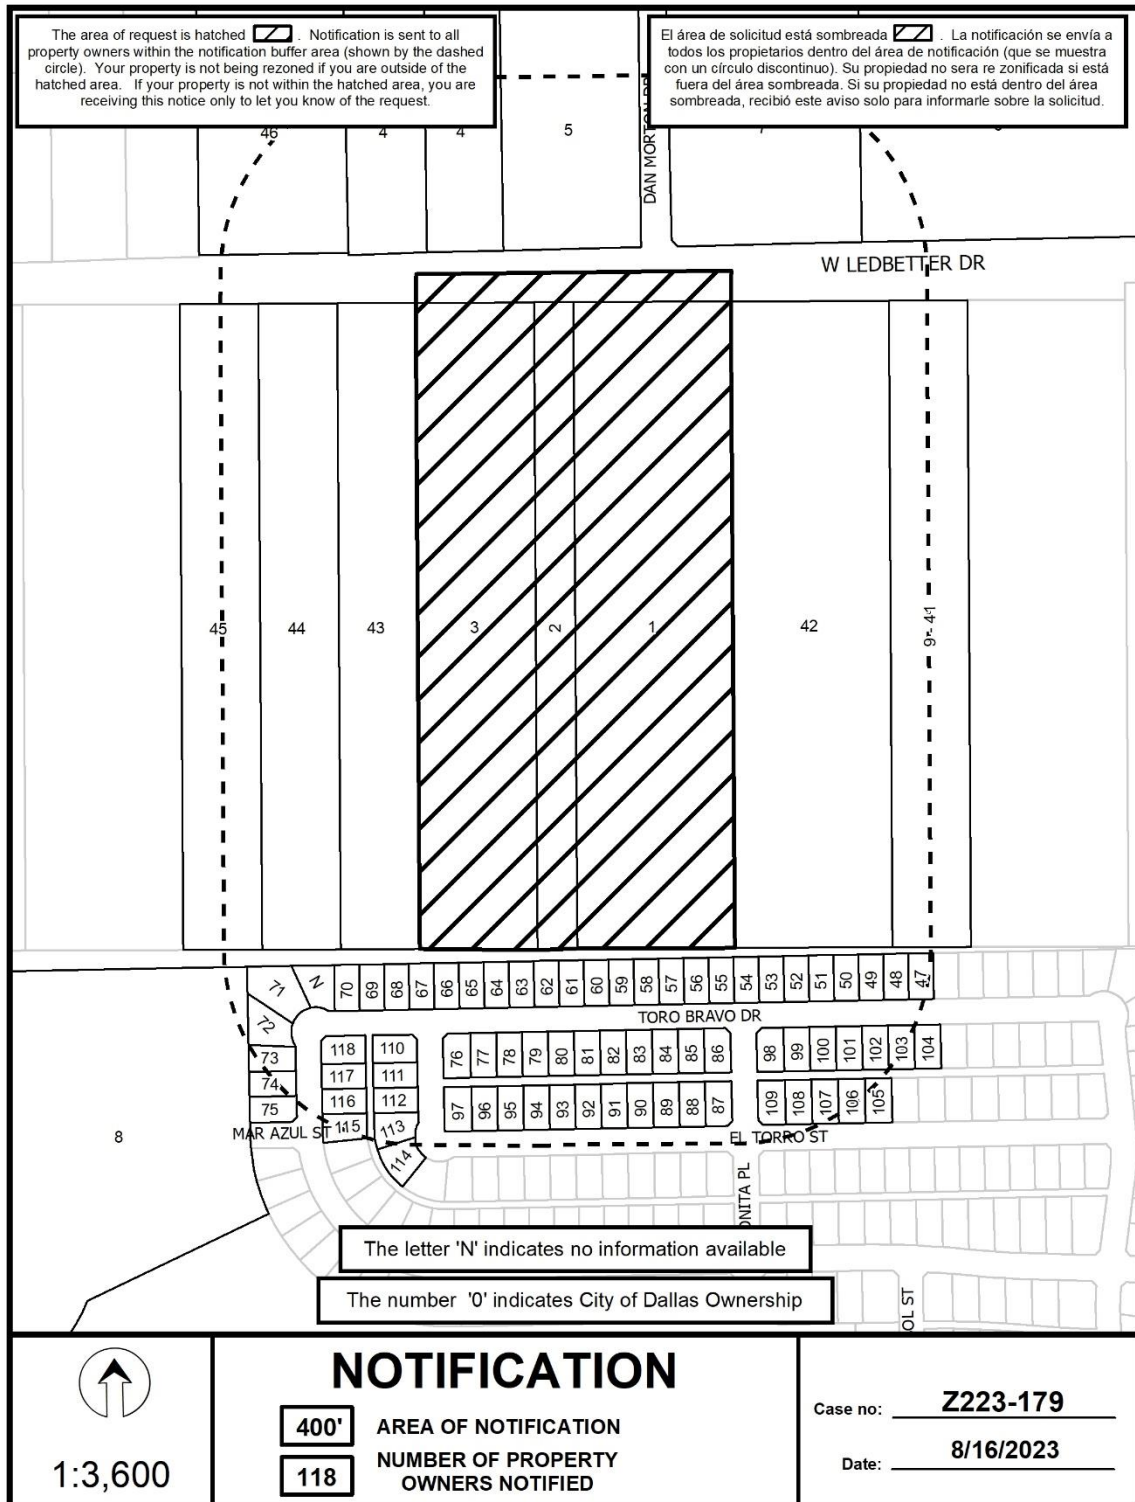 The area of request is hatched . Notification is sent to all
property owners within the notification buffer area (shown by the dashed
circle). Your property is not being rezoned if you are outside of the
hatched area. If your property is not within the hatched area, you are
receiving this notice only to let you know of the request.
El área de solicitud está sombreada . La notificación se envía a
todos los propietarios dentro del área de notificación (que se muestra
con un círculo discontinuo). Su propiedad no sera re zonificada si está
fuera del área sombreada. Si su propiedad no está dentro del área
sombreada, recibió este aviso solo para informarle sobre la solicitud.
46
4
4
5
DAN MORTON DR
W LEDBETTER DR
45
44
43
3
2
1
42
9 - 41
71
N
70 69 68 67 66 65 64 63 62 61 60 59 58 57 56 55 54 53 52 51 50 49 48 47
72
TORO BRAVO DR
73
74
75
118 110
117 111
116 112
115 113
114
76 77 78 79 80 81 82 83 84 85 86
98 99 100 101 102 103 104
97 96 95 94 93 92 91 90 89 88 87
109 108 107 106 105
8
MAR AZUL ST
EL TORRO ST
ONITA PL
OL ST
The letter 'N' indicates no information available
The number '0' indicates City of Dallas Ownership
1:3,600
NOTIFICATION
400' AREA OF NOTIFICATION
118 NUMBER OF PROPERTY
OWNERS NOTIFIED
Case no: Z223-179
Date: 8/16/2023